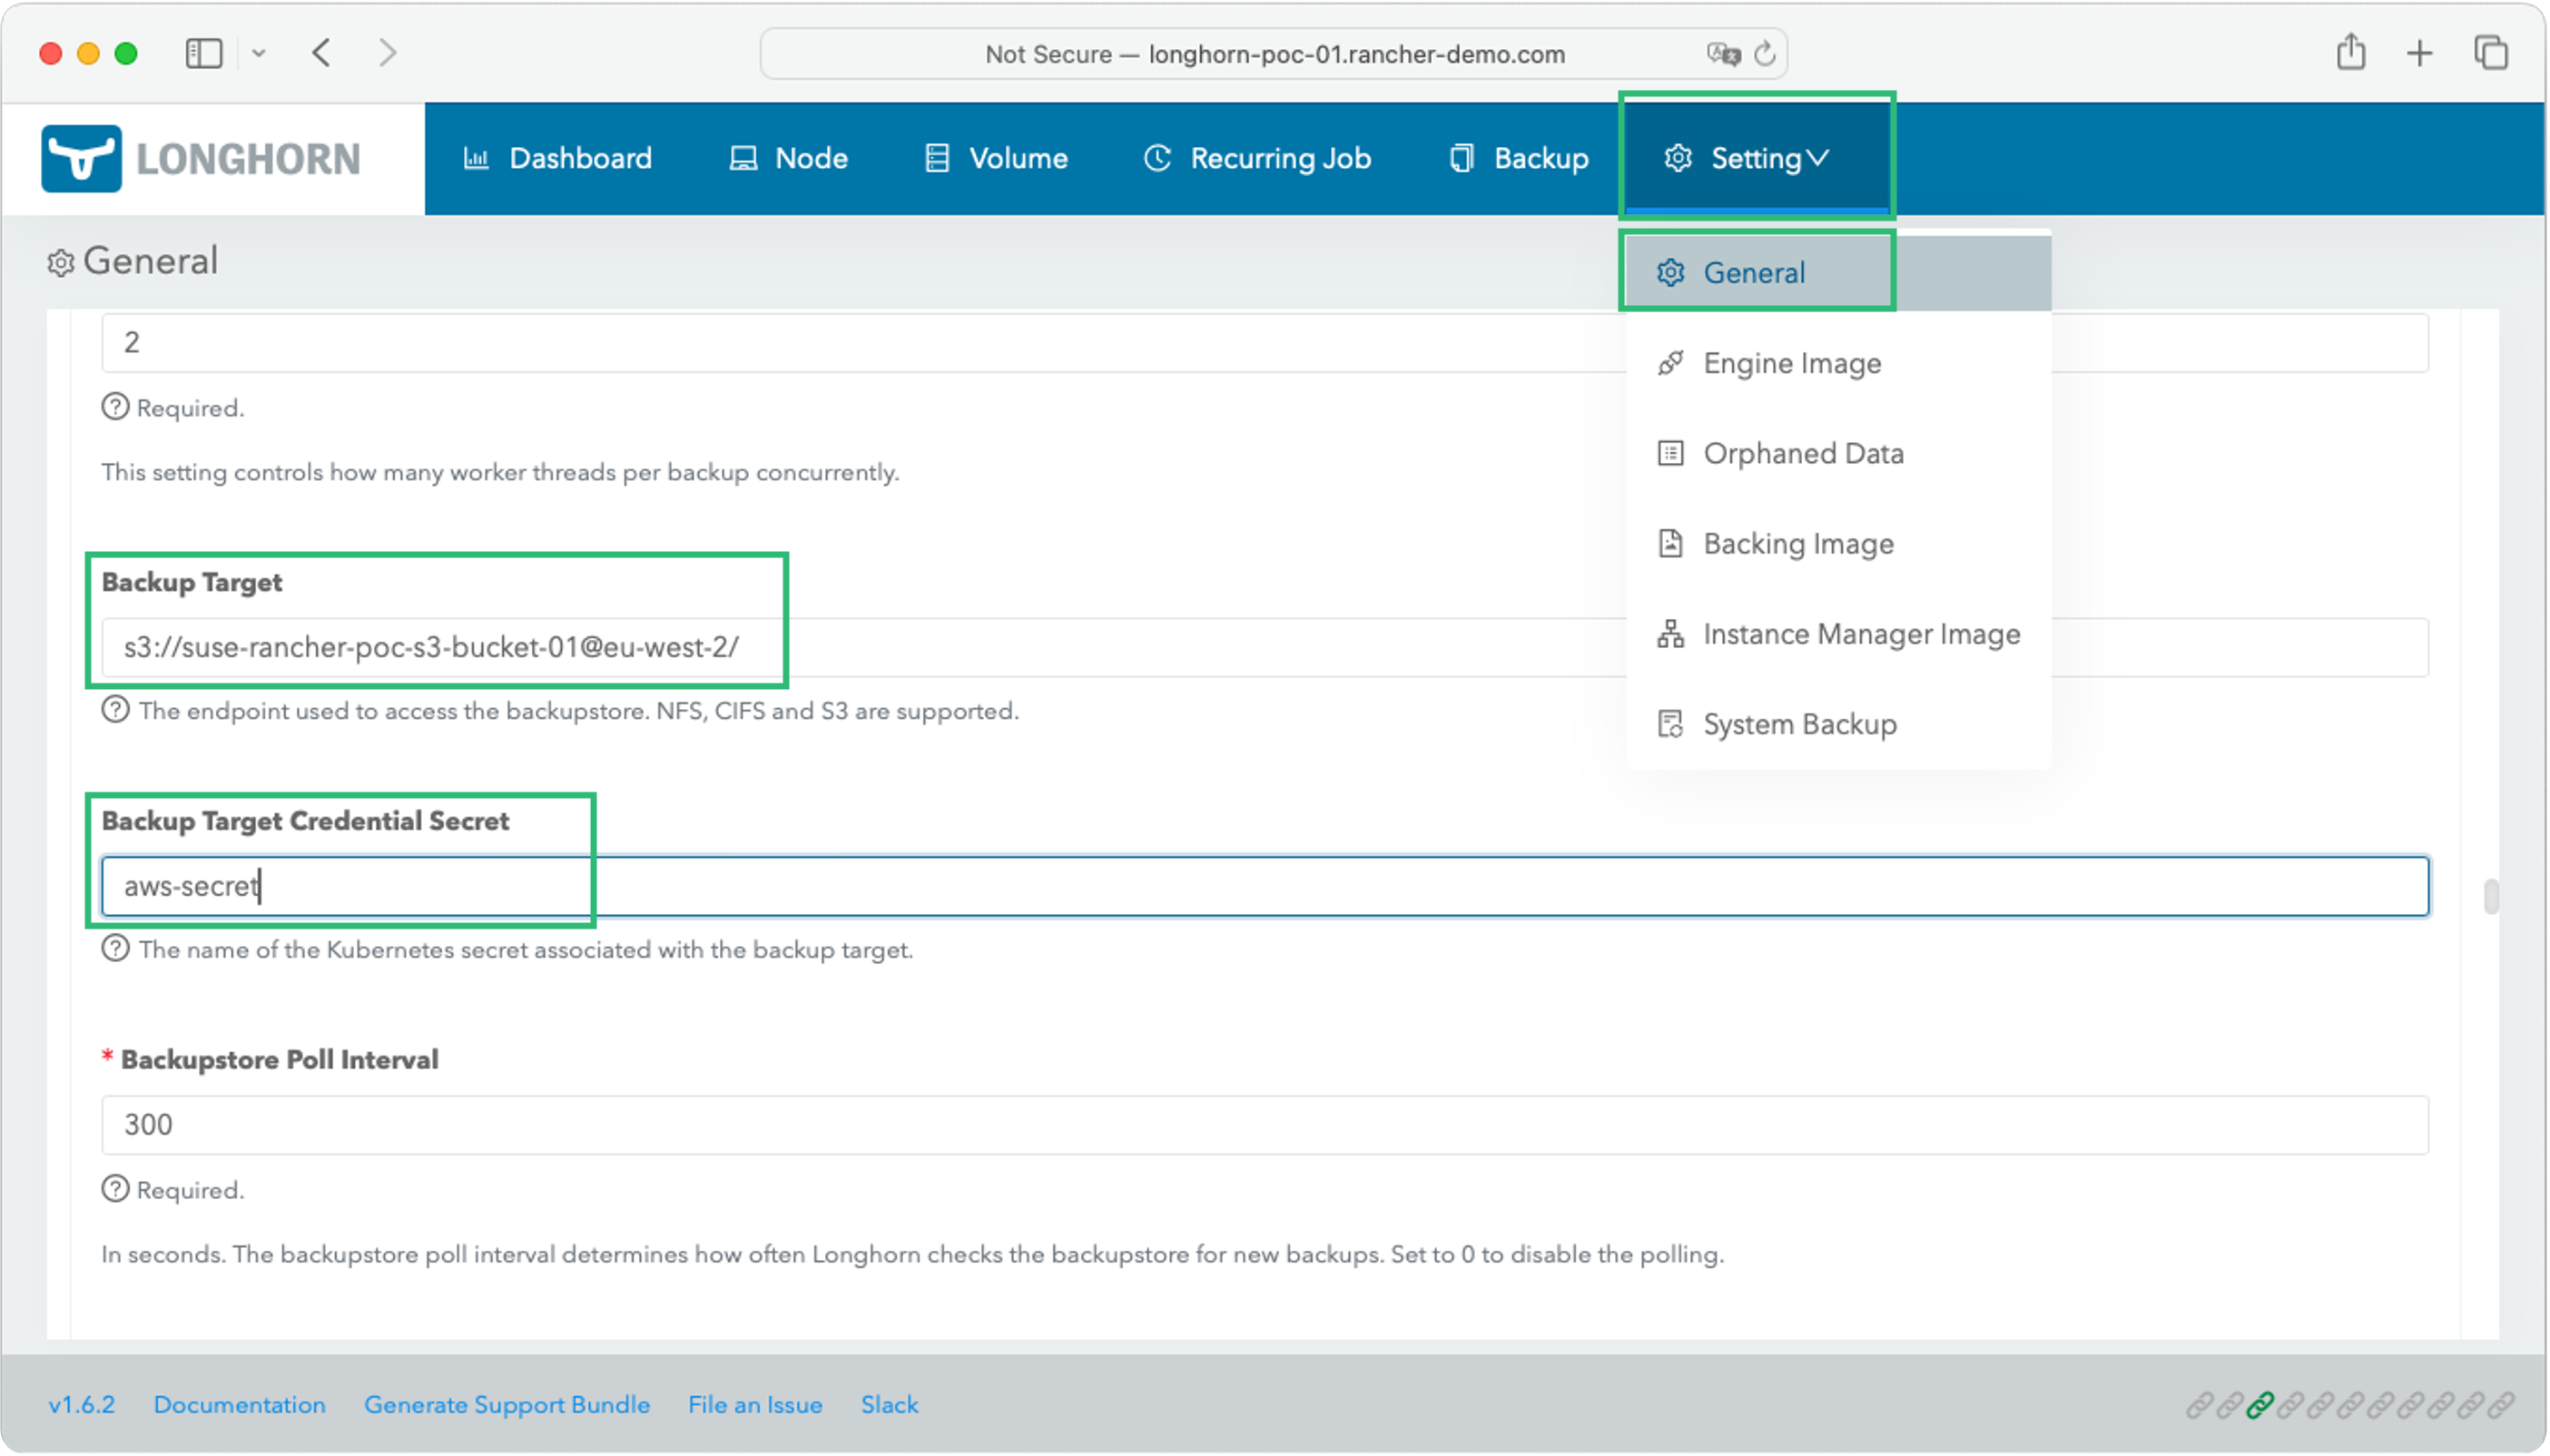 Not Secure — longhorn-poc-01.rancher-demo.com
LONGHORN
Dashboard
Node
Volume
Recurring Job
Backup
Setting
General
General
Engine Image
Orphaned Data
Backing Image
Instance Manager Image
System Backup
2
Required.
This setting controls how many worker threads per backup concurrently.
Backup Target
s3://suse-rancher-poc-s3-bucket-01@eu-west-2/
The endpoint used to access the backupstore. NFS, CIFS and S3 are supported.
Backup Target Credential Secret
aws-secret
The name of the Kubernetes secret associated with the backup target.
* Backupstore Poll Interval
300
Required.
In seconds. The backupstore poll interval determines how often Longhorn checks the backupstore for new backups. Set to 0 to disable the polling.
v1.6.2
Documentation
Generate Support Bundle
File an Issue
Slack